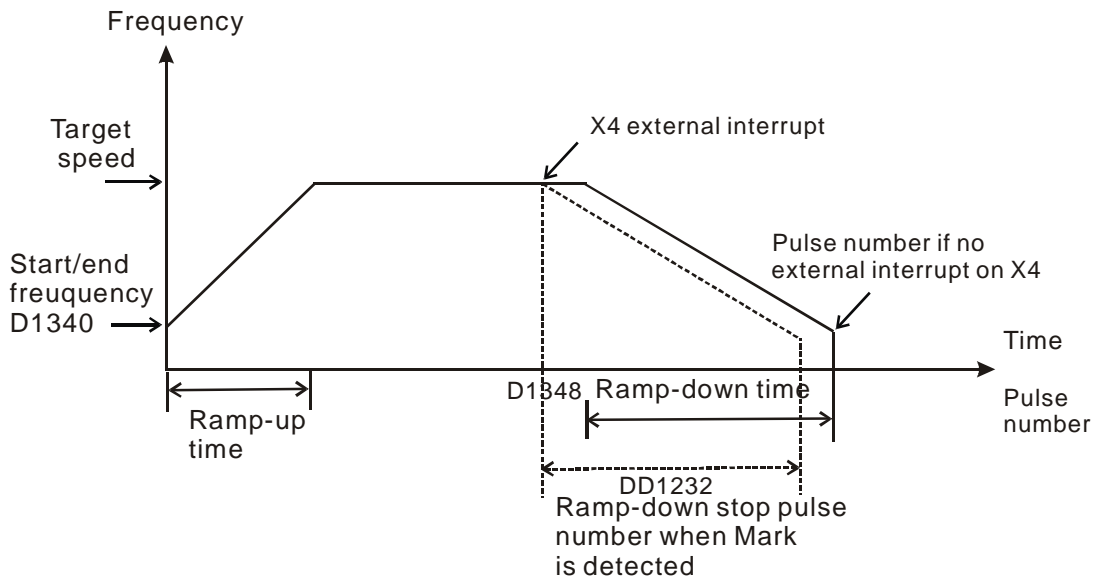 Frequency
Target
speed
X4 external interrupt
Start/end
freuquency
D1340
Pulse number if no
external interrupt on X4
Time
Pulse
number
D1348
Ramp-down time
Ramp-up
time
DD1232
Ramp-down stop pulse
number when Mark
is detected